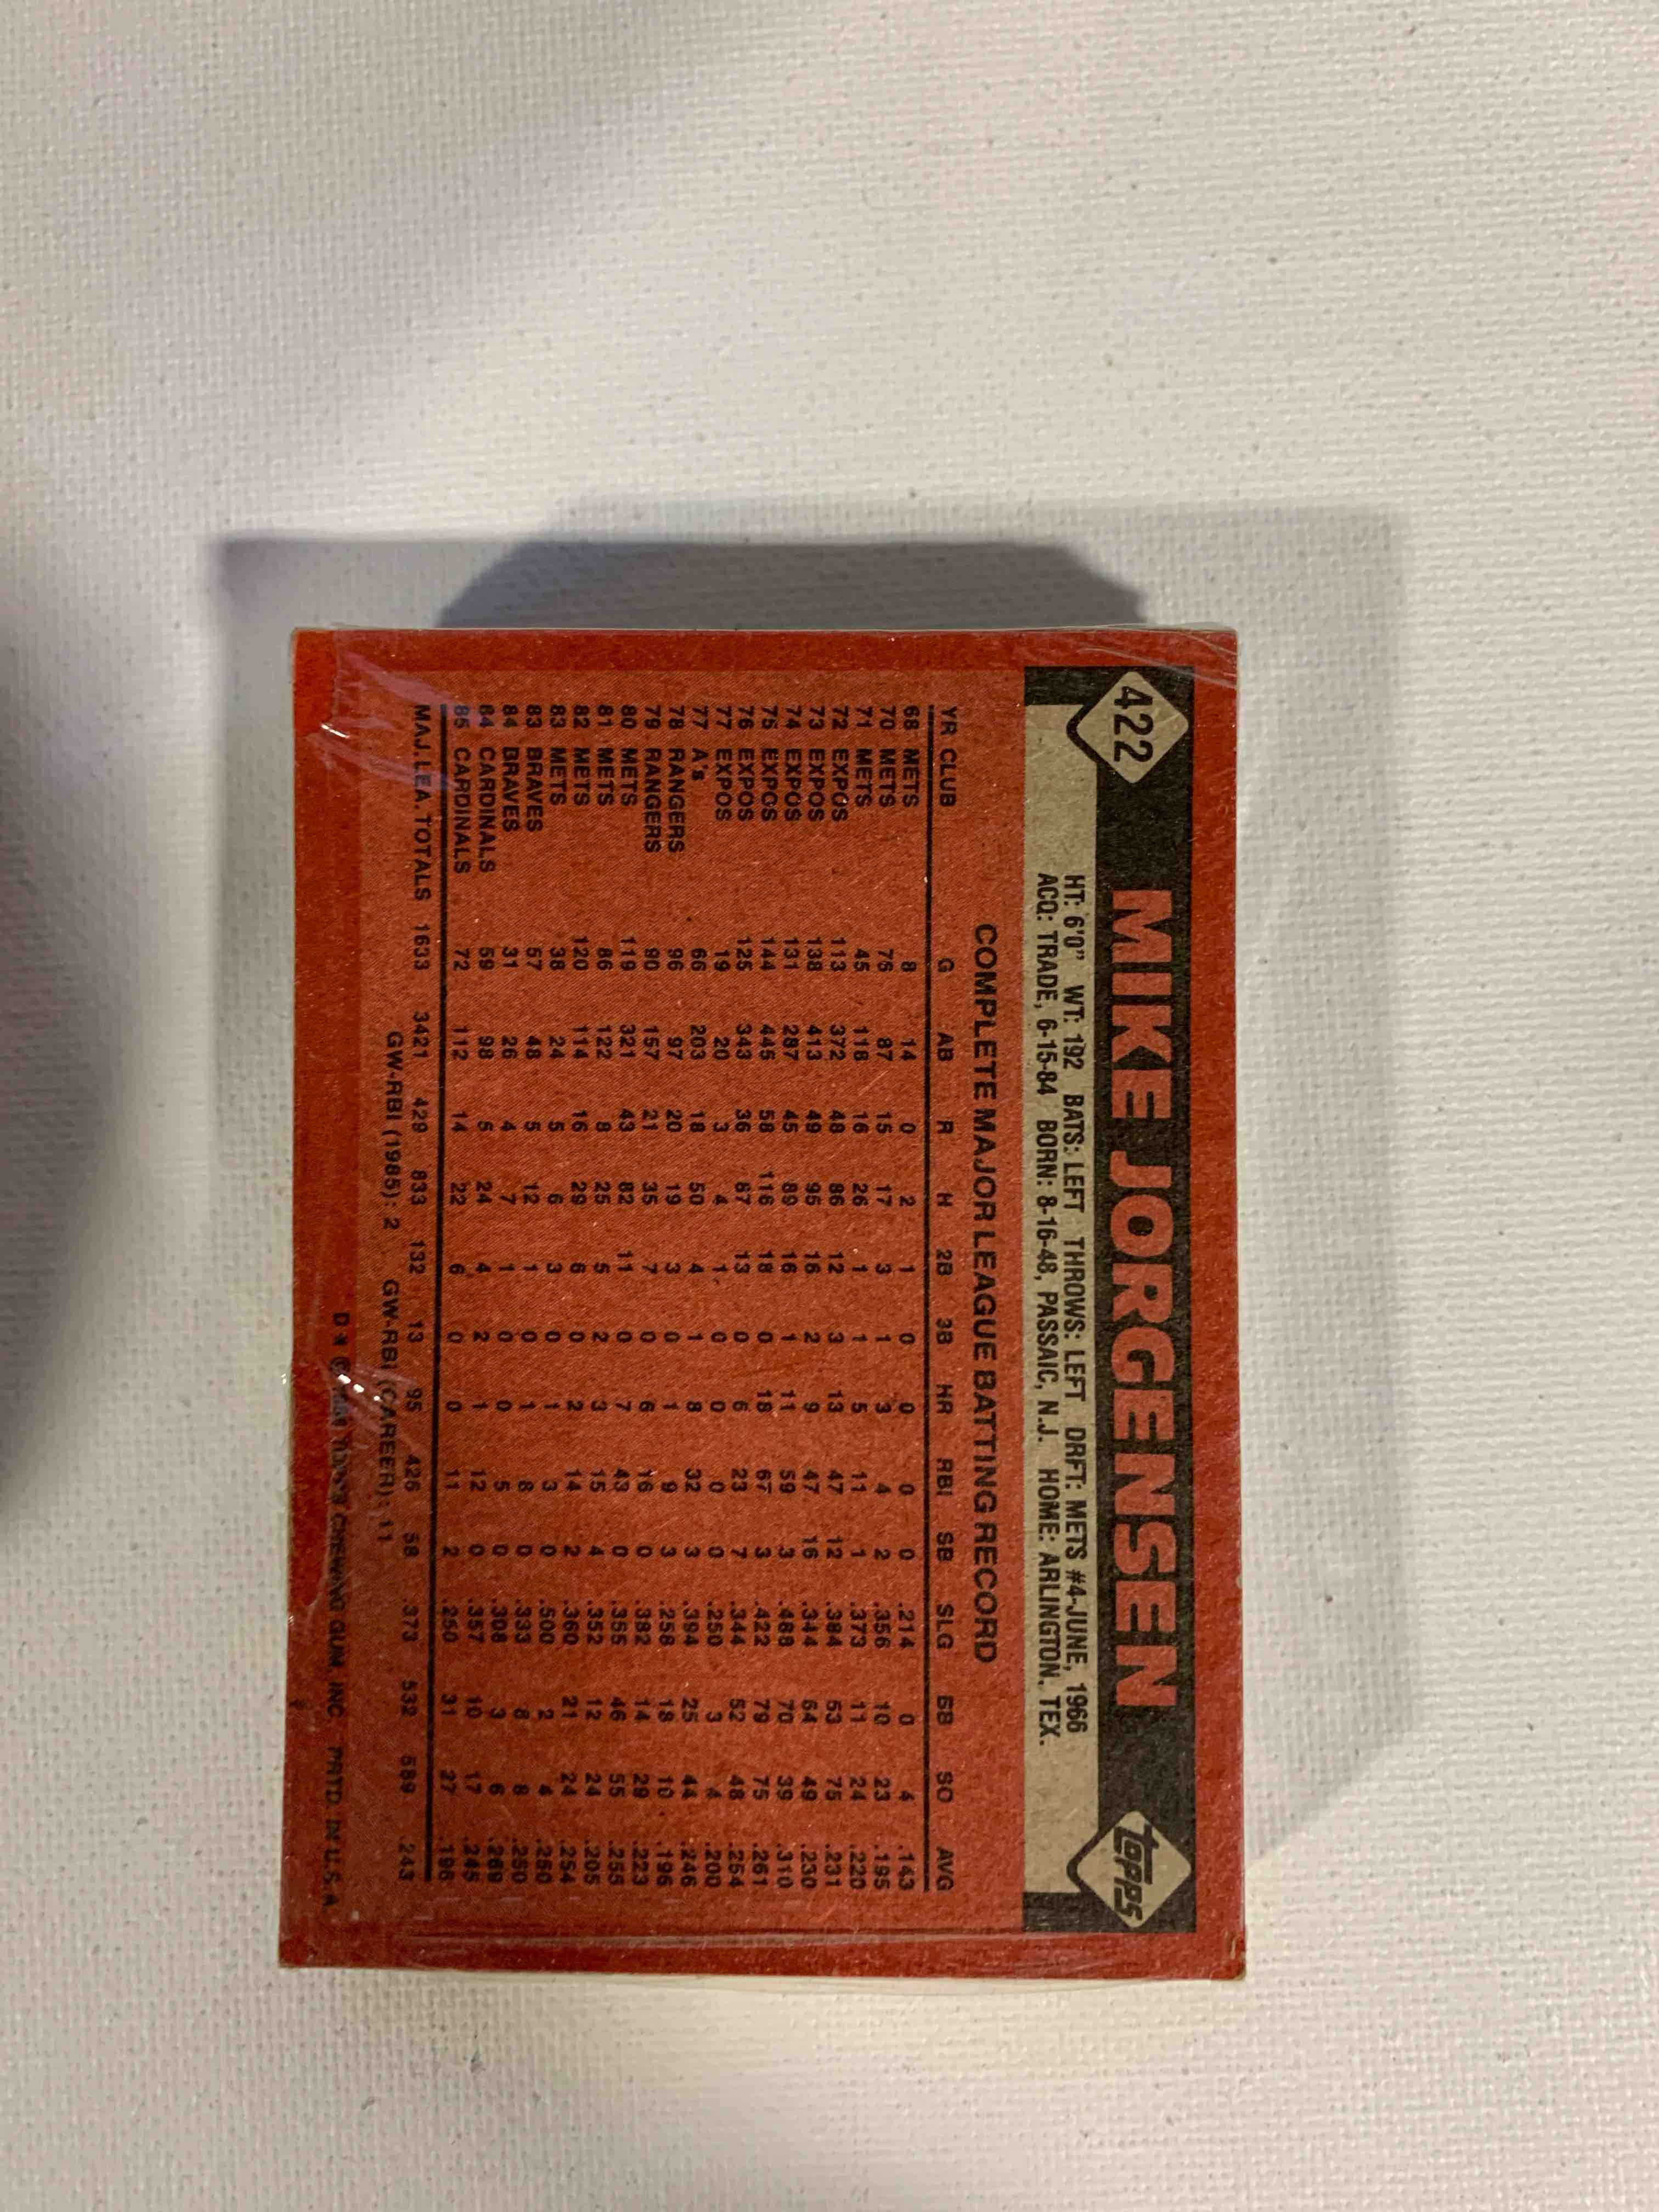 422 MIKE JORGENSEN topps
HT: 6'0" WT: 192 BATS: LEFT THROWS: LEFT DRFT: METS #4-JUNE, 1966
ACQ: TRADE, 6-15-84 BORN: 8-16-48, PASSAIC, N.J. HOME: ARLINGTON, TEX.
COMPLETE MAJOR LEAGUE BATTING RECORD
YR CLUB G AB R H 2B 3B HR RBI SB SLG BB SO AVG
68 METS 8 14 0 2 1 0 0 0 0 .214 0 4 .143
70 METS 76 87 15 17 3 1 3 4 2 .356 10 23 .195
71 METS 45 118 16 26 1 1 5 11 1 .373 11 24 .220
72 EXPOS 113 372 48 86 12 3 13 47 12 .384 53 75 .231
73 EXPOS 138 413 49 95 16 2 9 47 16 .344 64 49 .230
74 EXPOS 131 287 45 89 16 1 11 59 3 .488 70 39 .310
75 EXPOS 144 445 58 116 18 0 18 67 3 .422 79 75 .261
76 EXPOS 125 343 36 87 13 0 6 23 7 .344 52 48 .254
77 EXPOS 19 20 3 4 1 0 0 0 0 .250 3 4 .200
77 A's 66 203 18 50 4 1 8 32 3 .394 25 44 .246
78 RANGERS 96 97 20 19 3 0 1 9 3 .258 18 10 .196
79 RANGERS 90 157 21 35 7 0 6 16 0 .382 14 29 .223
80 METS 119 321 43 82 11 0 7 43 0 .355 46 55 .255
81 METS 86 122 8 25 5 2 3 15 4 .352 12 24 .205
82 METS 120 114 16 29 6 0 2 14 2 .360 21 24 .254
83 METS 38 24 5 6 3 0 1 3 0 .500 2 4 .250
83 BRAVES 57 48 5 12 1 0 1 8 0 .333 8 8 .250
84 BRAVES 31 26 4 7 1 0 0 5 0 .308 3 6 .269
84 CARDINALS 59 98 5 24 4 2 1 12 0 .357 10 17 .245
85 CARDINALS 72 112 14 22 6 0 0 11 2 .250 31 27 .196
MAJ. LEA. TOTALS 1633 3421 429 833 132 13 95 426 58 .373 532 589 .243
GW-RBI (1985): 2 GW-RBI (CAREER): 11
CHEWING GUM, INC. PRTD. IN U.S.A.